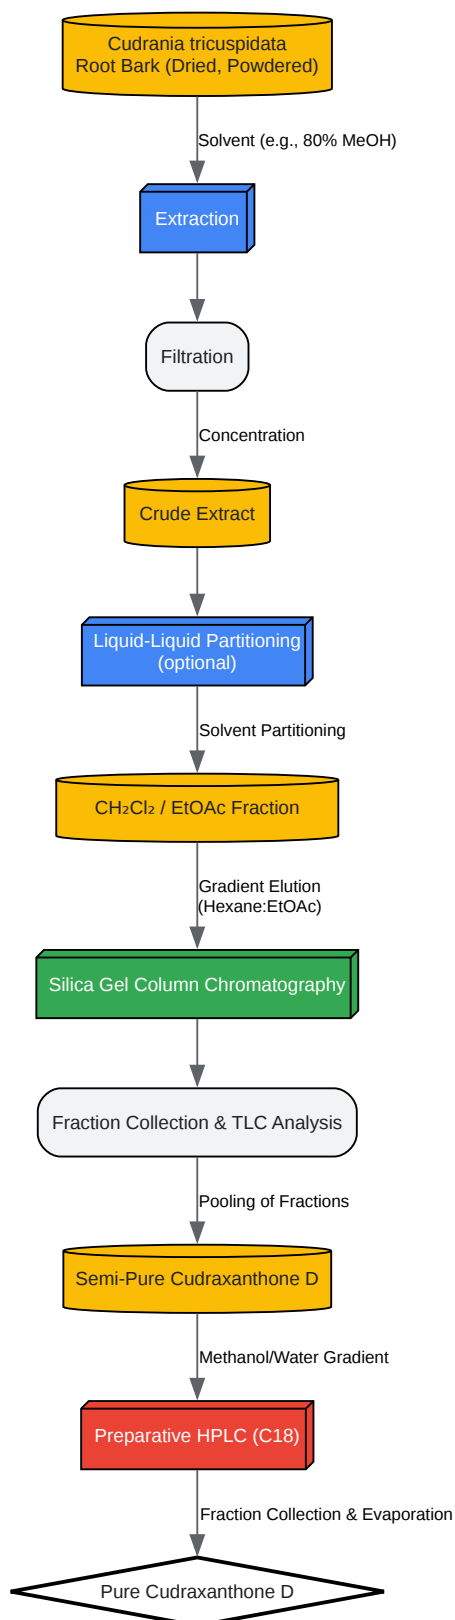 Cudrania tricuspidata
Root Bark (Dried, Powdered)
Solvent (e.g., 80% MeOH)
Extraction
Filtration
Concentration
Crude Extract
Liquid-Liquid Partitioning
(optional)
Solvent Partitioning
CH₂Cl₂ / EtOAc Fraction
Gradient Elution
(Hexane:EtOAc)
Silica Gel Column Chromatography
Fraction Collection & TLC Analysis
Pooling of Fractions
Semi-Pure Cudraxanthone D
Methanol/Water Gradient
Preparative HPLC (C18)
Fraction Collection & Evaporation
Pure Cudraxanthone D